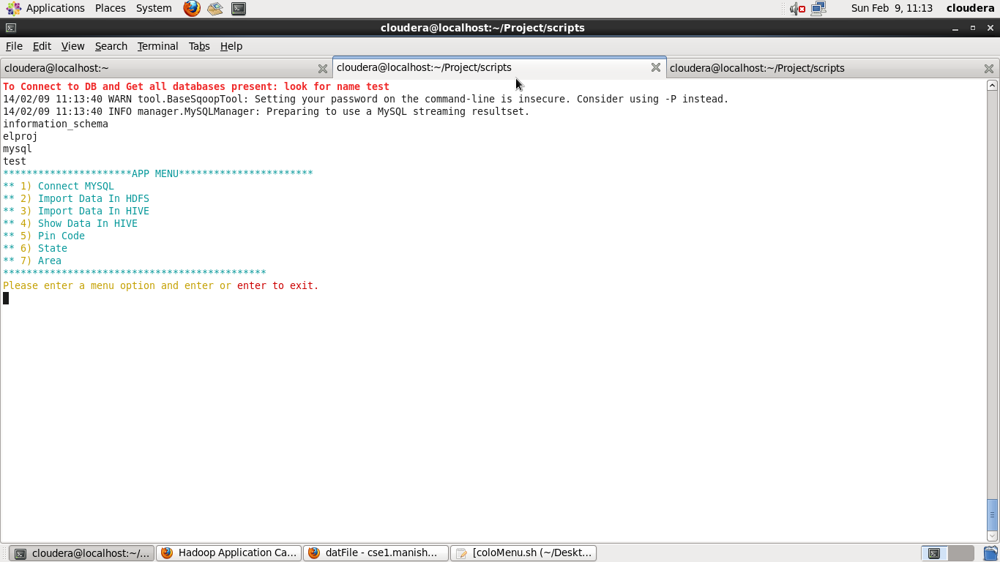 Applications Places System Sun Feb 9, 11:13 cloudera
cloudera@localhost:~/Project/scripts
File Edit View Search Terminal Tabs Help
cloudera@localhost:~ cloudera@localhost:~/Project/scripts cloudera@localhost:~/Project/scripts
To Connect to DB and Get all databases present: look for name test
14/02/09 11:13:40 WARN tool.BaseSqoopTool: Setting your password on the command-line is insecure. Consider using -P instead.
14/02/09 11:13:40 INFO manager.MySQLManager: Preparing to use a MySQL streaming resultset.
information_schema
elproj
mysql
test
**********************APP MENU***********************
** 1) Connect MYSQL
** 2) Import Data In HDFS
** 3) Import Data In HIVE
** 4) Show Data In HIVE
** 5) Pin Code
** 6) State
** 7) Area
*********************************************
Please enter a menu option and enter or enter to exit.
cloudera@localhost:~/... Hadoop Application Ca... datFile - cse1.manish... [coloMenu.sh (~/Deskt...